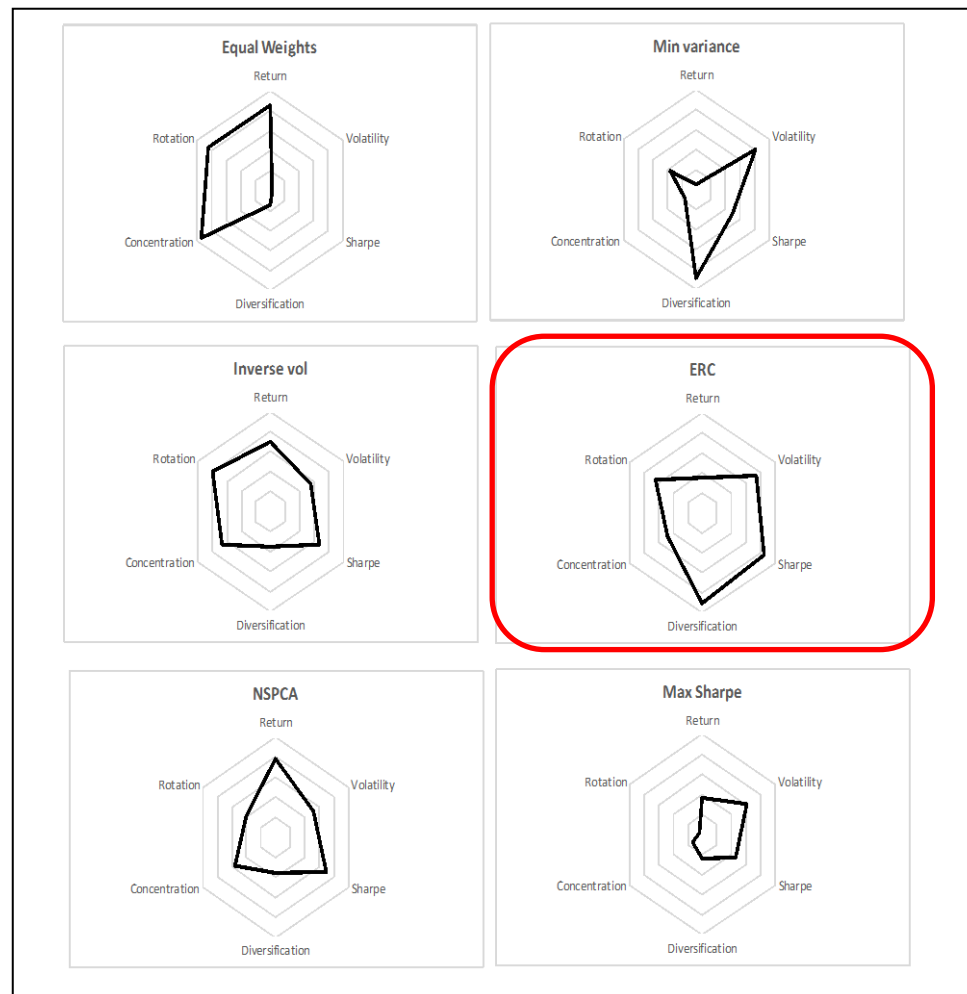 Equal Weights
Return
Rotation
Volatility
Concentration
Sharpe
Diversification
Min variance
Return
Rotation
Volatility
Concentration
Sharpe
Diversification
Inverse vol
Return
Rotation
Volatility
Concentration
Sharpe
Diversification
ERC
Return
Rotation
Volatility
Concentration
Sharpe
Diversification
NSPCA
Return
Rotation
Volatility
Concentration
Sharpe
Diversification
Max Sharpe
Return
Rotation
Volatility
Concentration
Sharpe
Diversification